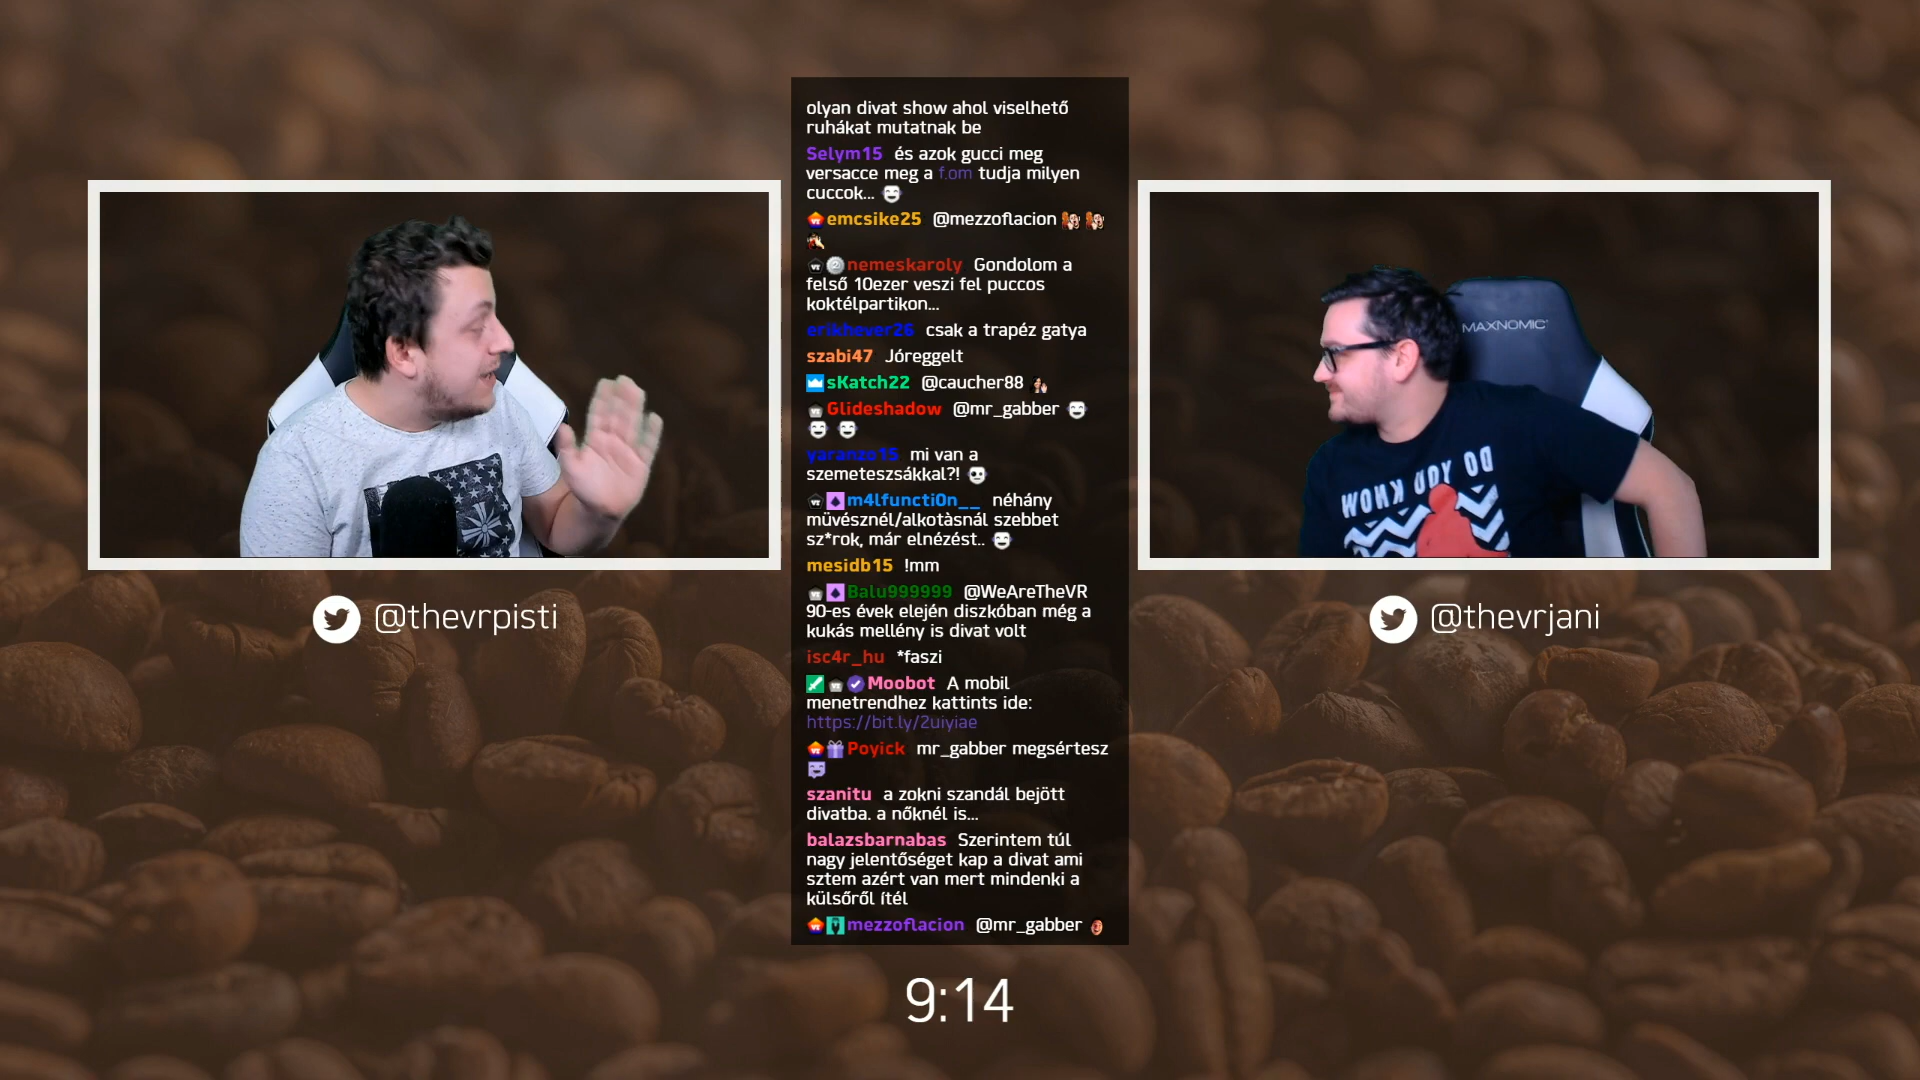 olyan divat show ahol viselhető
ruhákat mutatnak be
Selym15 és azok gucci meg
versacce meg a f.om tudja milyen
cuccok...
emcsike25 @mezzoflacion
nemeskaroly Gondolom a
felső 10ezer veszi fel puccos
koktélpartikon...
erikhever26 csak a trapéz gatya
szabi47 Jóreggelt
sKatch22 @caucher88
Glideshadow @mr_gabber
yaranzo15 mi van a
szemeteszsákkal?!
m4lfuncti0n__ néhány
müvésznél/alkotàsnál szebbet
sz*rok, már elnézést..
mesidb15 !mm
Balu999999 @WeAreTheVR
90-es évek elején diszkóban még a
kukás mellény is divat volt
isc4r_hu *faszi
Moobot A mobil
menetrendhez kattints ide:
https://bit.ly/2uiyiae
Poyick mr_gabber megsértesz
szanitu a zokni szandál bejött
divatba. a nőknél is...
balazsbarnabas Szerintem túl
nagy jelentőséget kap a divat ami
sztem azért van mert mindenki a
külsőről ítél
mezzoflacion @mr_gabber
@thevrpisti
MAXNOMIC
DO YOU KNOW
@thevrjani
9:14